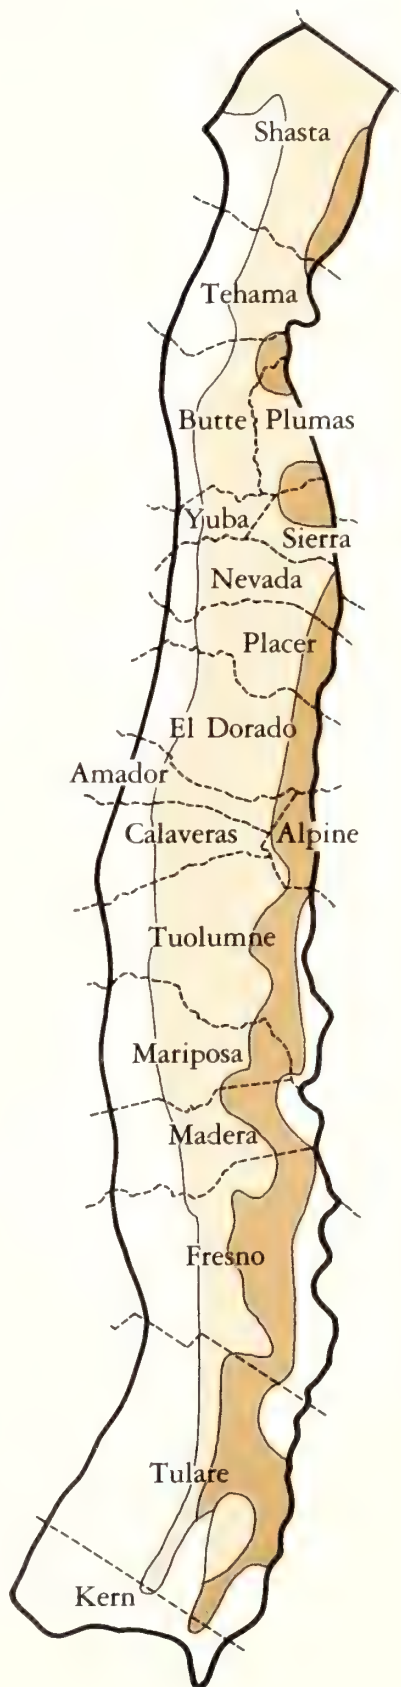 Shasta
Tehama
Butte Plumas
Yuba
Sierra
Nevada
Placer
El Dorado
Amador
Calaveras Alpine
Tuolumne
Mariposa
Madera
Fresno
Tulare
Kern